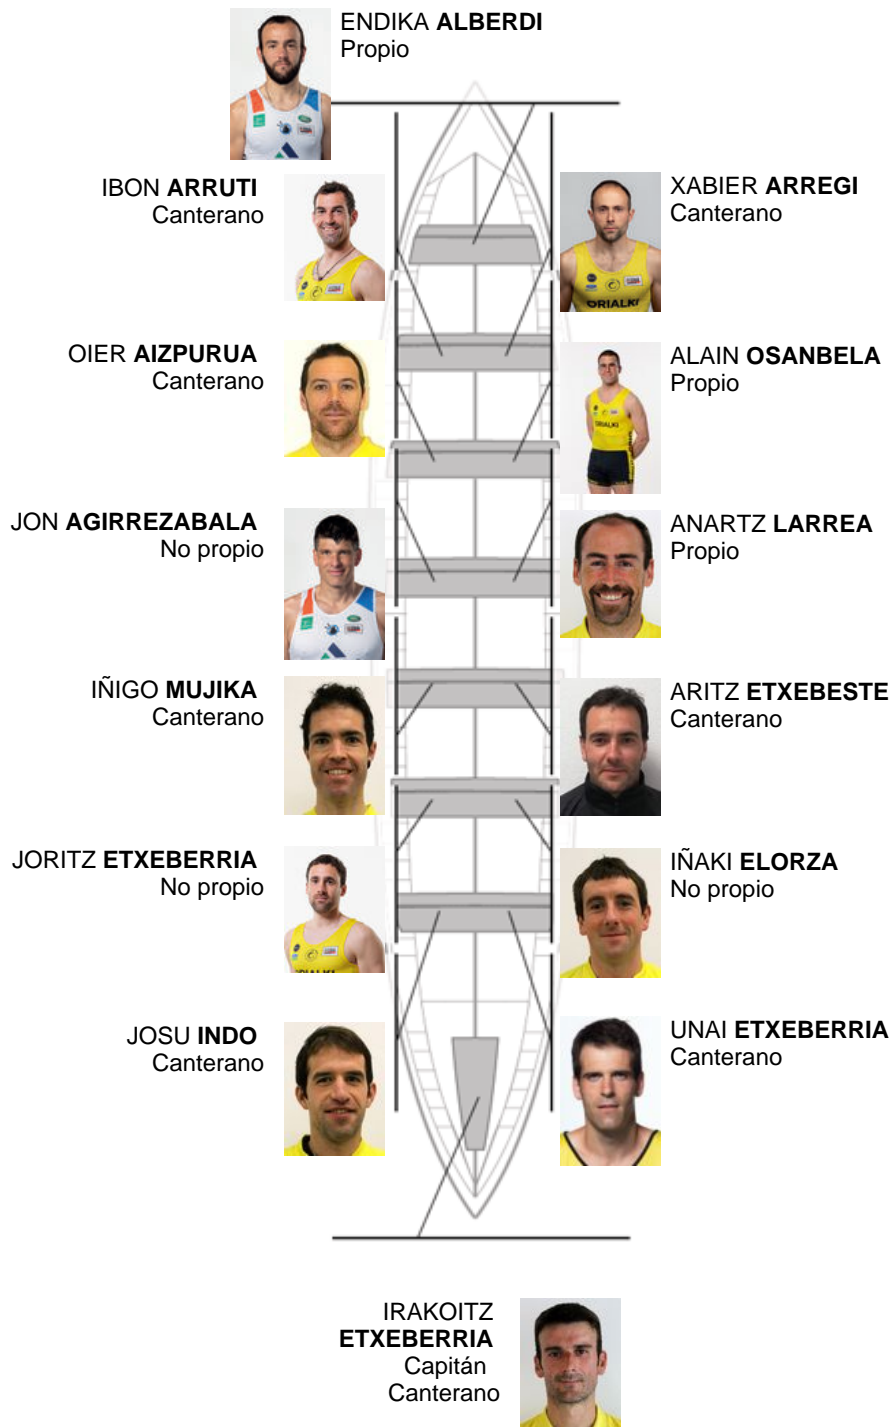 ENDIKA ALBERDI
Propio
IBON ARRUTI
Canterano
XABIER ARREGI
Canterano
ORIALKI
OIER AIZPURUA
Canterano
ALAIN OSANBELA
Propio
ORIALKI
JON AGIRREZABALA
No propio
ANARTZ LARREA
Propio
IÑIGO MUJIKA
Canterano
ARITZ ETXEBESTE
Canterano
JORITZ ETXEBERRIA
No propio
IÑAKI ELORZA
No propio
JOSU INDO
Canterano
UNAI ETXEBERRIA
Canterano
IRAKOITZ
ETXEBERRIA
Capitán
Canterano